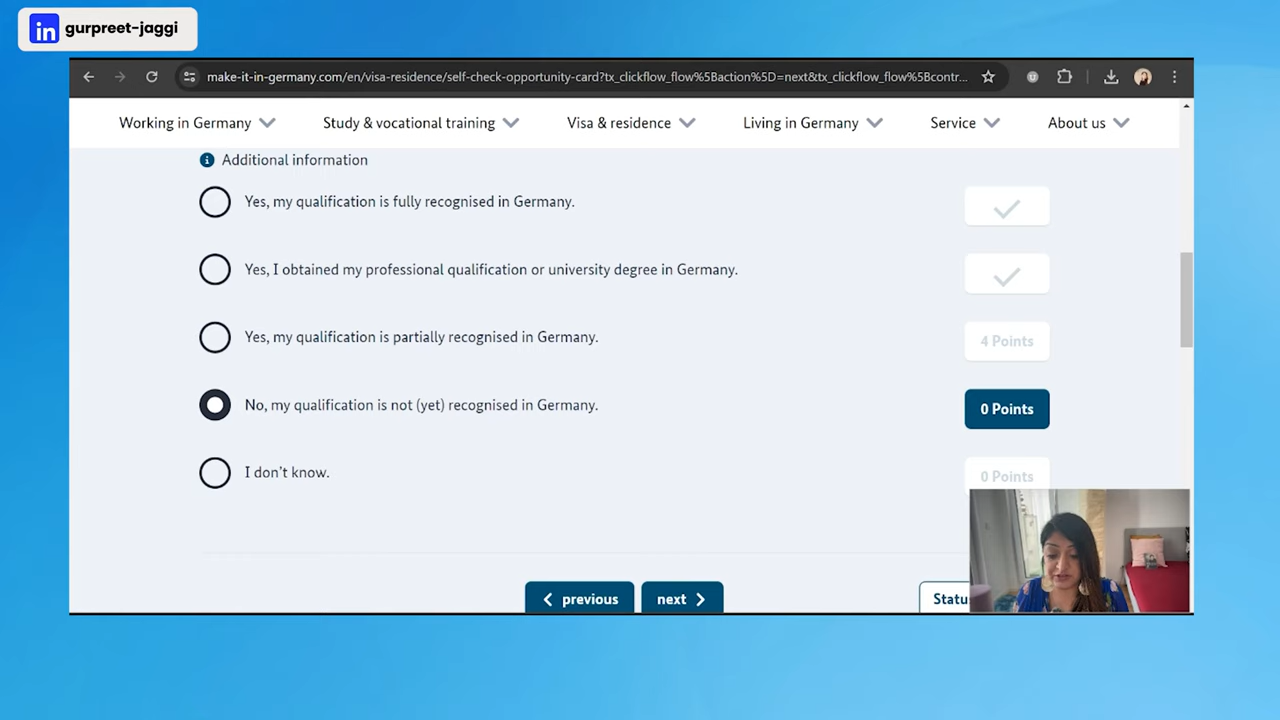 in gurpreet-jaggi
make-it-in-germany.com/en/visa-residence/self-check-opportunity-card?tx_clickflow_flow%5Baction%5D=next&tx_clickflow_flow%5Bcontr...
Working in Germany Study & vocational training Visa & residence Living in Germany Service About us
Additional information
Yes, my qualification is fully recognised in Germany.
Yes, I obtained my professional qualification or university degree in Germany.
Yes, my qualification is partially recognised in Germany. 4 Points
No, my qualification is not (yet) recognised in Germany. 0 Points
I don't know. 0 Points
previous next Statu